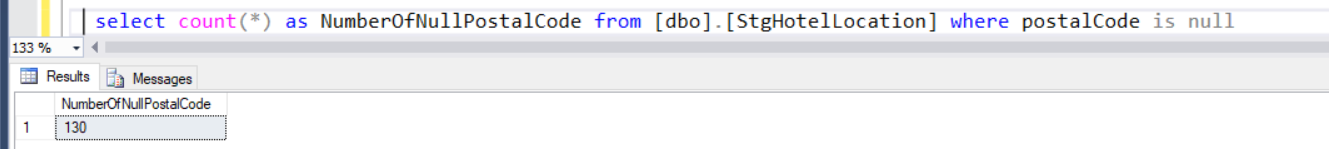 select count(*) as NumberOfNullPostalCode from [dbo].[StgHotelLocation] where postalCode is null
133 %
Results Messages
NumberOfNullPostalCode
1 130